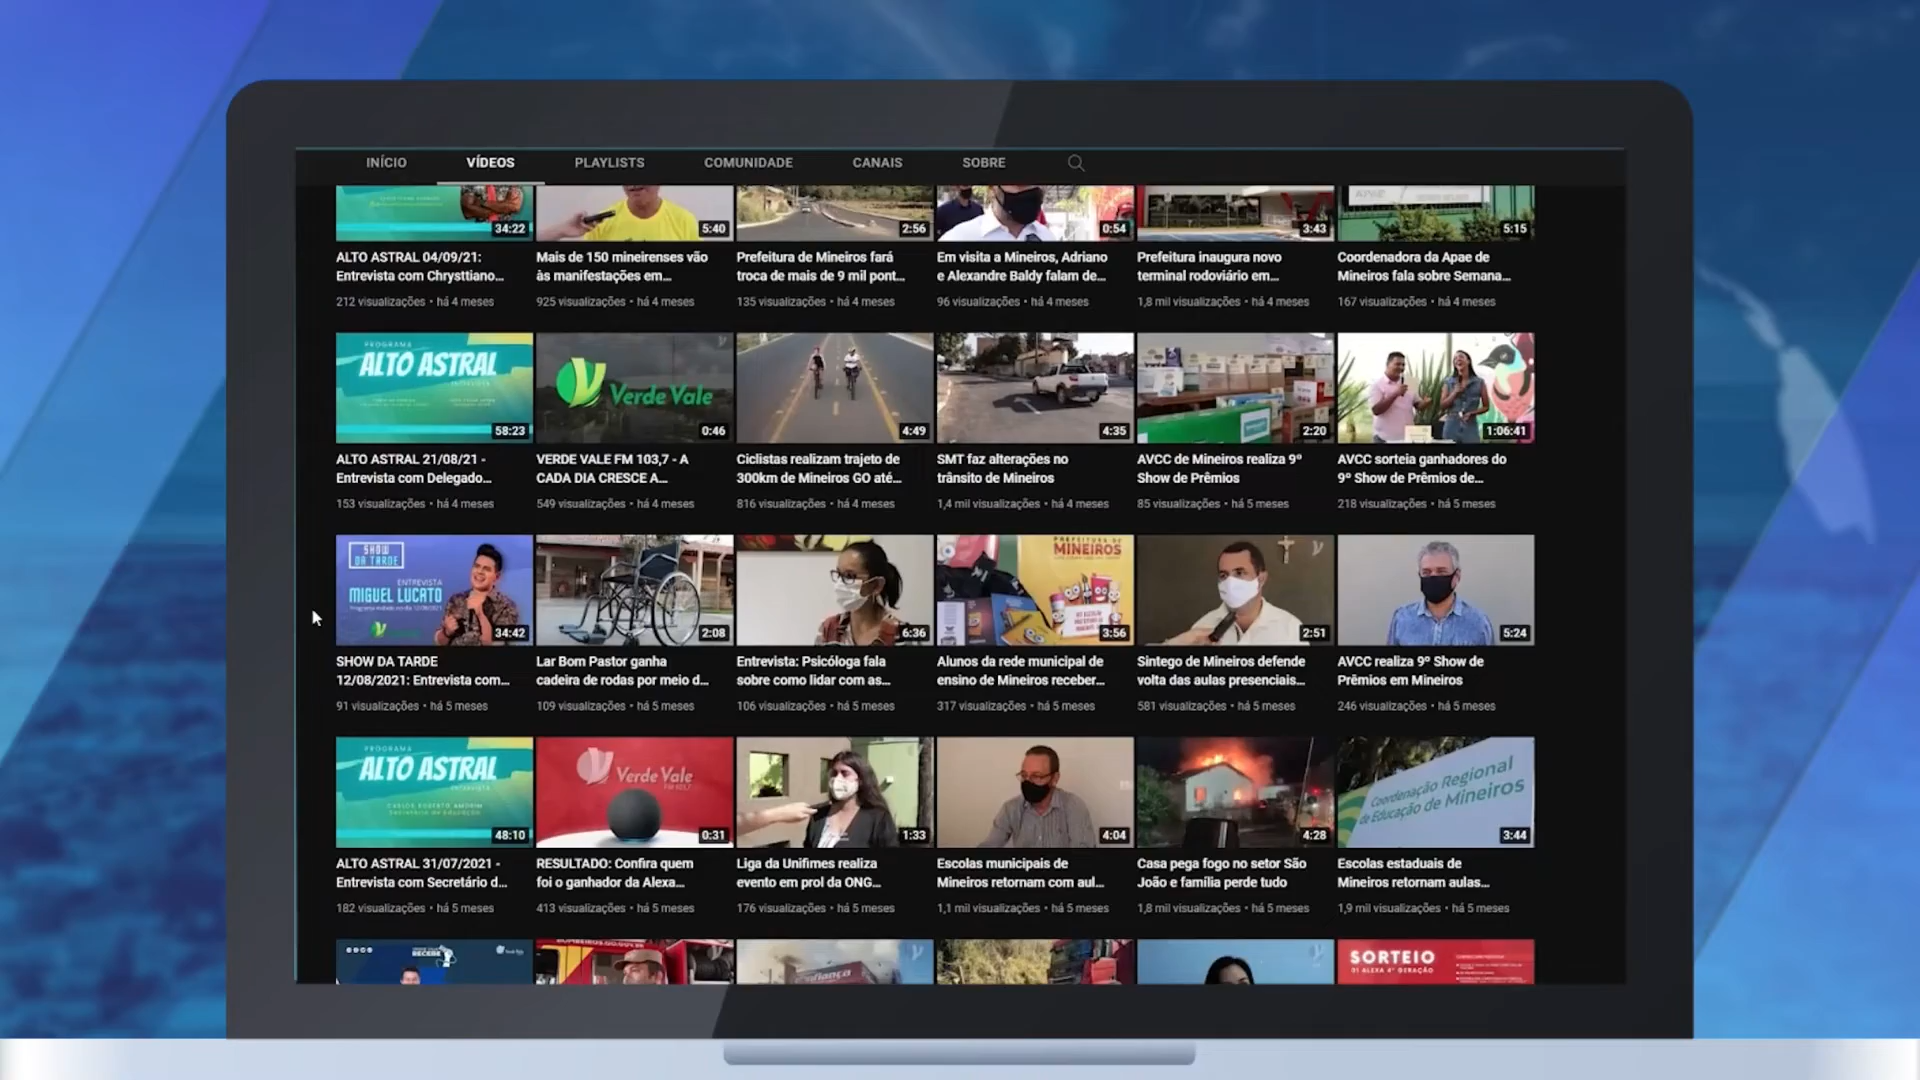 INÍCIO VÍDEOS PLAYLISTS COMUNIDADE CANAIS SOBRE
34:22 5:40 2:56 0:54 3:43 5:15
ALTO ASTRAL 04/09/21:
Entrevista com Chrysttiano...
212 visualizações • há 4 meses
Mais de 150 mineirenses vão
às manifestações em...
925 visualizações • há 4 meses
Prefeitura de Mineiros fará
troca de mais de 9 mil pont...
135 visualizações • há 4 meses
Em visita a Mineiros, Adriano
e Alexandre Baldy falam de...
96 visualizações • há 4 meses
Prefeitura inaugura novo
terminal rodoviário em...
1,8 mil visualizações • há 4 meses
APAE
Coordenadora da Apae de
Mineiros fala sobre Semana...
167 visualizações • há 4 meses
PROGRAMA
ALTO ASTRAL
ENTREVISTA
58:23
ALTO ASTRAL 21/08/21 -
Entrevista com Delegado...
153 visualizações • há 4 meses
Verde Vale
0:46
VERDE VALE FM 103,7 - A
CADA DIA CRESCE A...
549 visualizações • há 4 meses
4:49
Ciclistas realizam trajeto de
300km de Mineiros GO até...
816 visualizações • há 4 meses
4:35
SMT faz alterações no
trânsito de Mineiros
1,4 mil visualizações • há 4 meses
2:20
AVCC de Mineiros realiza 9º
Show de Prêmios
85 visualizações • há 5 meses
1:06:41
AVCC sorteia ganhadores do
9º Show de Prêmios de...
218 visualizações • há 5 meses
SHOW
DA TARDE
ENTREVISTA
MIGUEL LUCATO
34:42
SHOW DA TARDE
12/08/2021: Entrevista com...
91 visualizações • há 5 meses
2:08
Lar Bom Pastor ganha
cadeira de rodas por meio d...
109 visualizações • há 5 meses
6:36
Entrevista: Psicóloga fala
sobre como lidar com as...
106 visualizações • há 5 meses
PREFEITURA DE
MINEIROS
3:56
Alunos da rede municipal de
ensino de Mineiros receber...
317 visualizações • há 5 meses
2:51
Sintego de Mineiros defende
volta das aulas presenciais...
581 visualizações • há 5 meses
5:24
AVCC realiza 9º Show de
Prêmios em Mineiros
246 visualizações • há 5 meses
PROGRAMA
ALTO ASTRAL
ENTREVISTA
CARLOS ROBERTO AMORIM
48:10
ALTO ASTRAL 31/07/2021 -
Entrevista com Secretário d...
182 visualizações • há 5 meses
Verde Vale
FM 103,7
0:31
RESULTADO: Confira quem
foi o ganhador da Alexa...
413 visualizações • há 5 meses
1:33
Liga da Unifimes realiza
evento em prol da ONG...
176 visualizações • há 5 meses
4:04
Escolas municipais de
Mineiros retornam com aul...
1,1 mil visualizações • há 5 meses
4:28
Casa pega fogo no setor São
João e família perde tudo
1,8 mil visualizações • há 5 meses
Coordenação Regional
de Educação de Mineiros
3:44
Escolas estaduais de
Mineiros retornam aulas...
1,9 mil visualizações • há 5 meses
RECEBE
SORTEIO
01 ALEXA 4ª GERAÇÃO